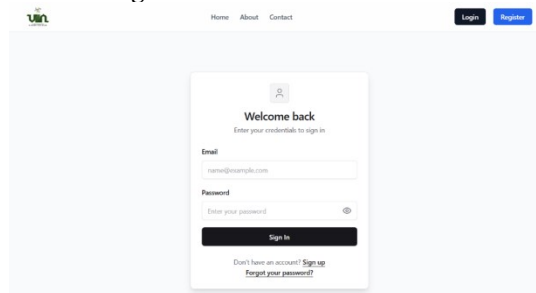 Home About Contact Login Register
Welcome back
Enter your credentials to sign in
Email
name@example.com
Password
Enter your password
Sign In
Don't have an account? Sign up
Forgot your password?